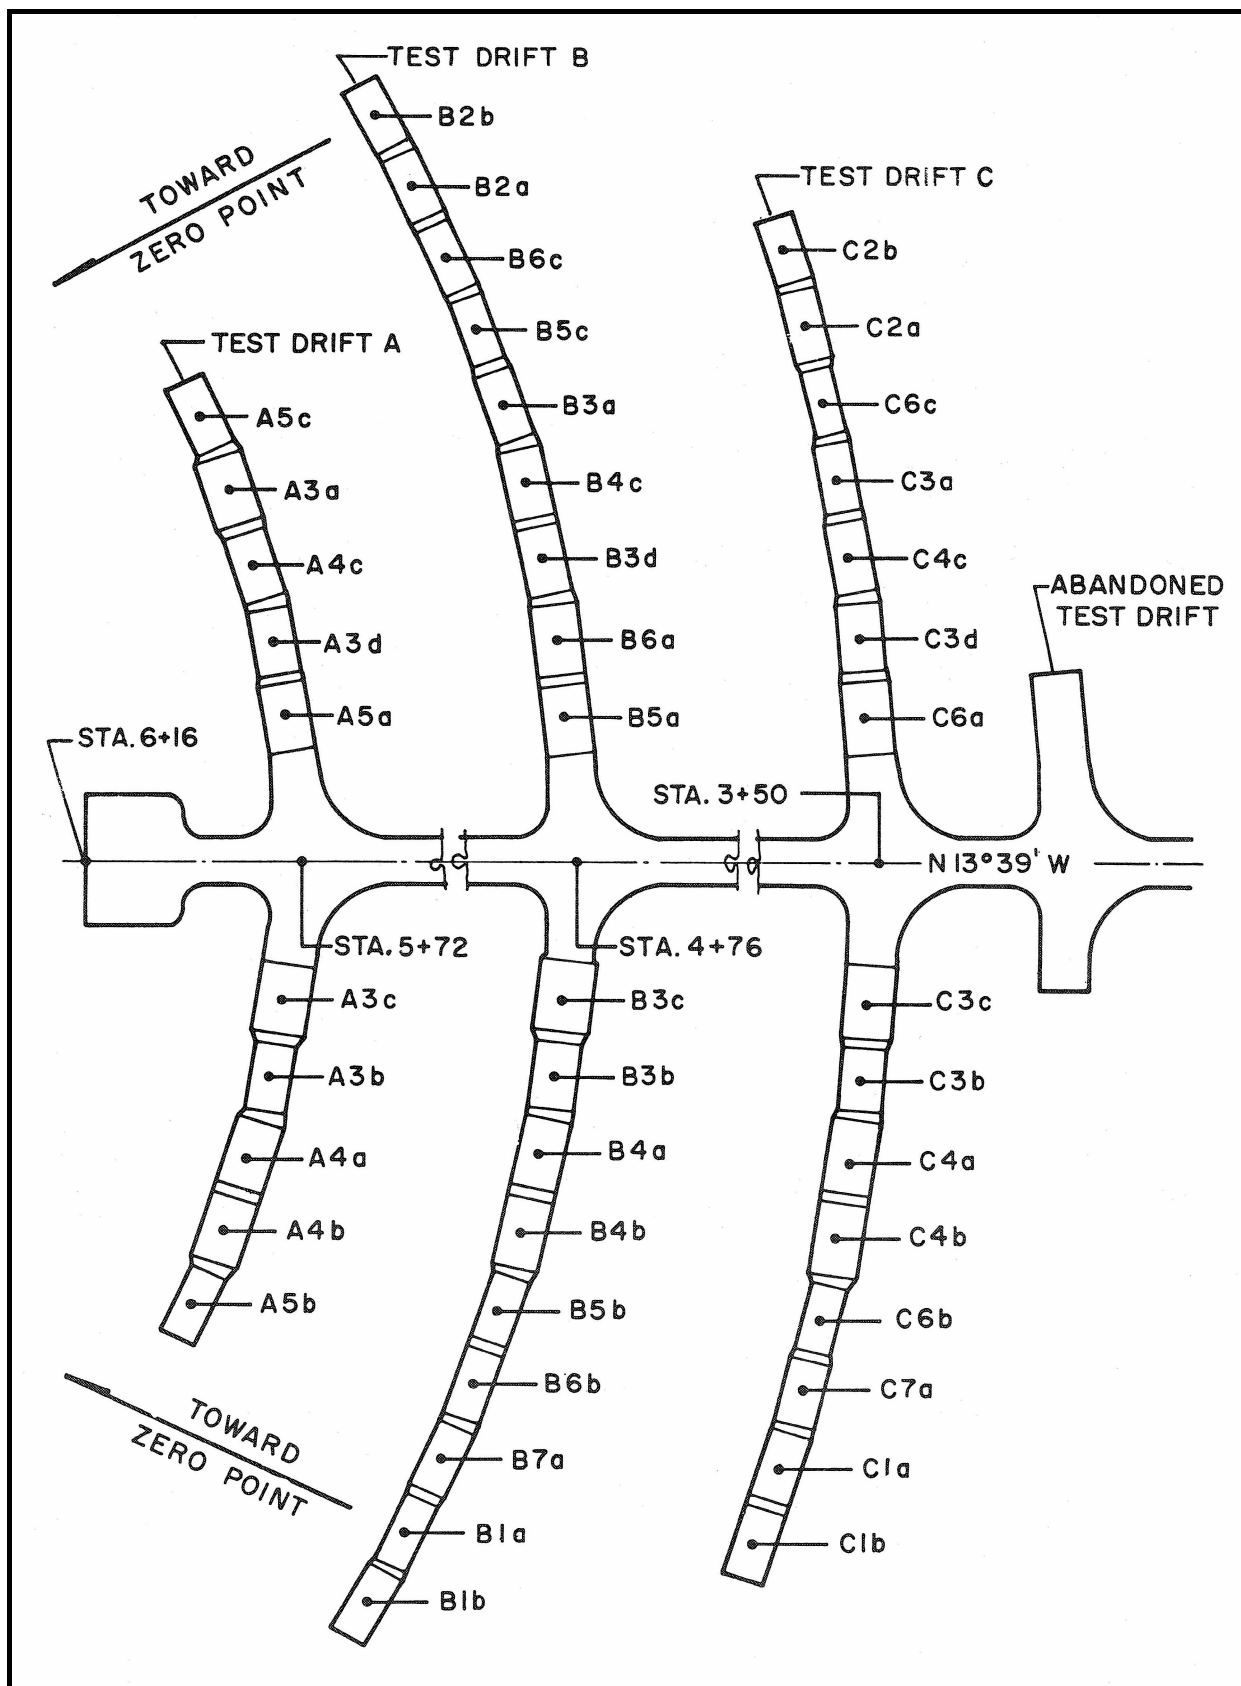 TEST DRIFT B
B2b
TOWARD
ZERO POINT
B2a
TEST DRIFT C
B6c
C2b
B5c
C2a
TEST DRIFT A
B3a
C6c
A5c
A3a
B4c
C3a
A4c
B3d
C4c
ABANDONED
TEST DRIFT
A3d
B6a
C3d
A5a
B5a
C6a
STA. 6+16
STA. 3+50
N 13°39' W
STA. 5+72
STA. 4+76
A3c
B3c
C3c
A3b
B3b
C3b
A4a
B4a
C4a
A4b
B4b
C4b
A5b
B5b
C6b
B6b
C7a
TOWARD
ZERO POINT
B7a
C1a
B1a
C1b
B1b